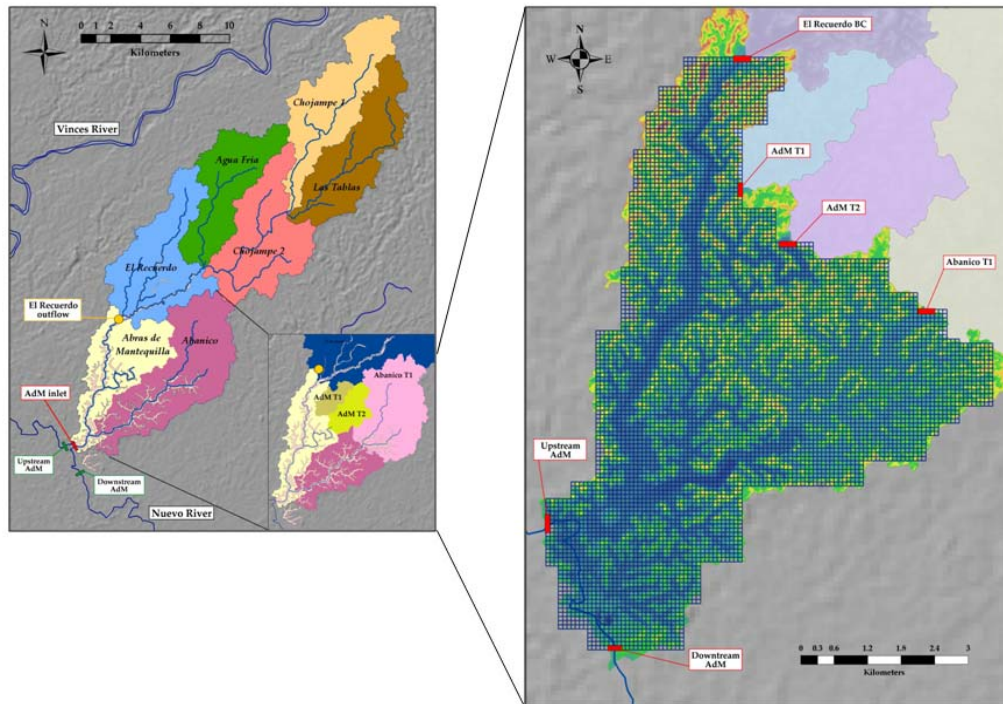 N
0 1 2 4 6 8 10
Kilometers
Vinces River
Chojampe 1
Agua Fria
Las Tablas
Chojampe 2
El Recuerdo
El Recuerdo
outflow
Abras de
Mantequilla
Abanico
AdM inlet
Upstream
AdM
Downstream
AdM
Nuevo River
Abanico T1
AdM T1
AdM T2
N
W E
S
El Recuerdo BC
AdM T1
AdM T2
Abanico T1
Upstream
AdM
Downtream
AdM
0 0.3 0.6 1.2 1.8 2.4 3
Kilometers